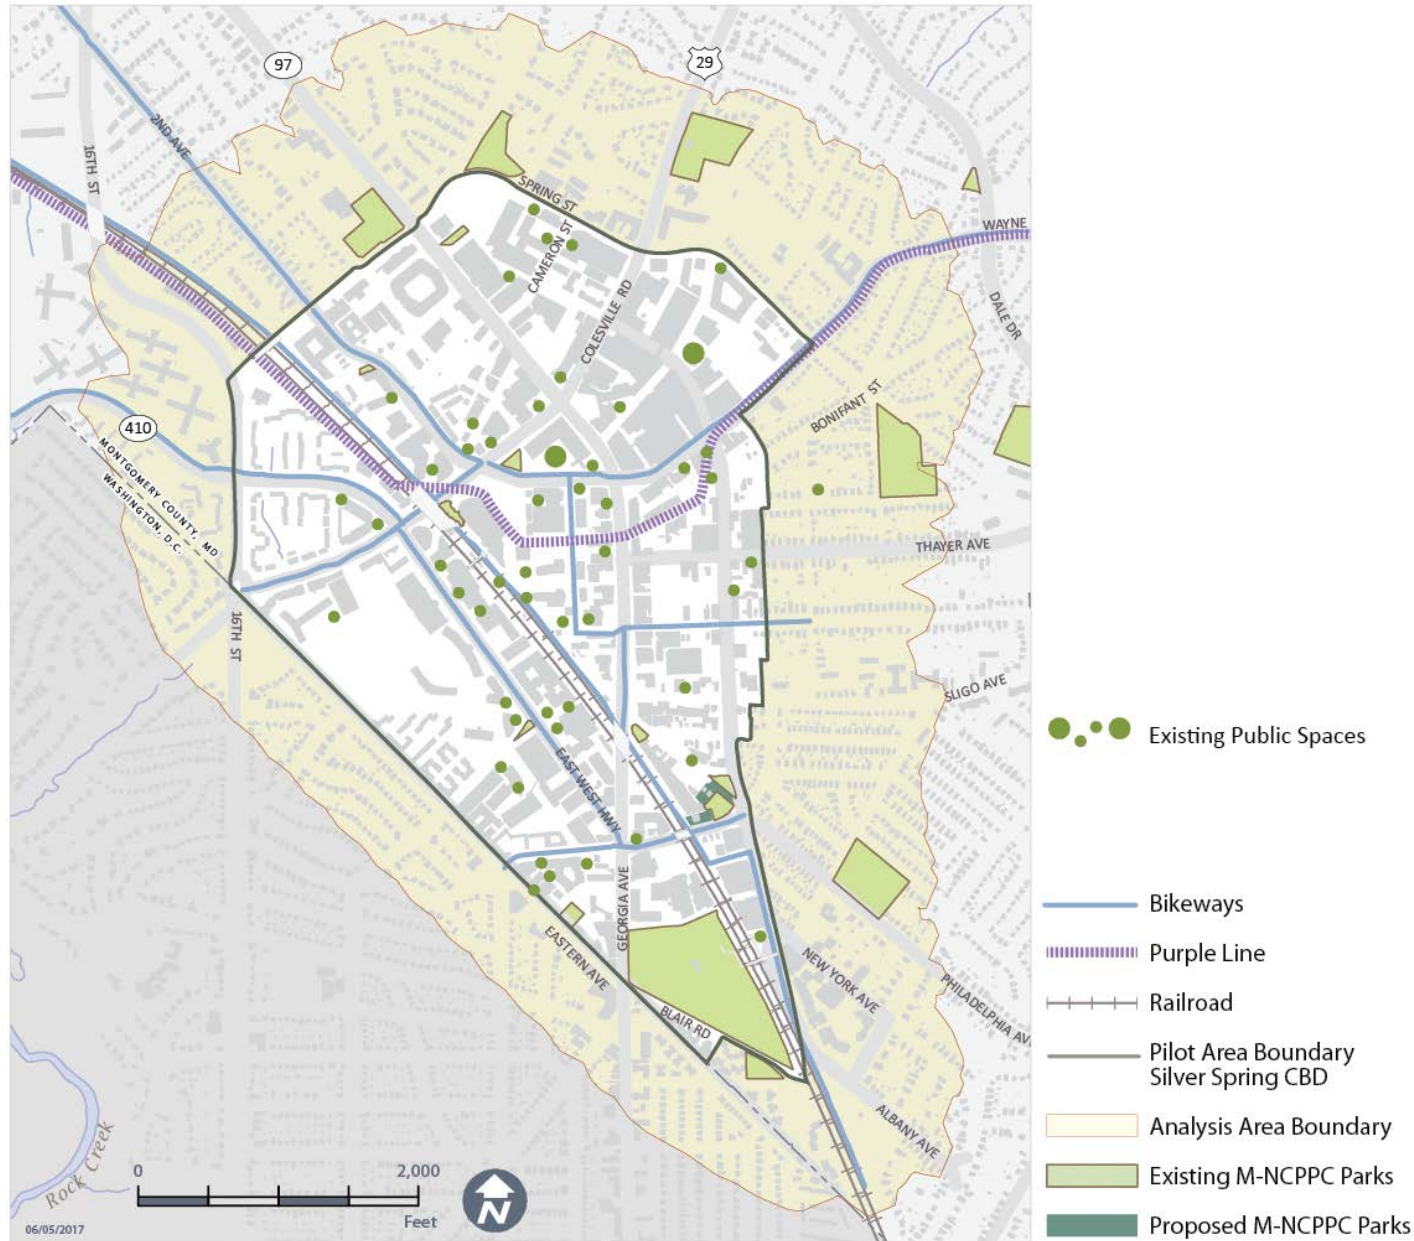 97
29
2ND AVE
16TH ST
SPRING ST
CAMERON ST
WAYNE
COLESVILLE RD
DALE DR
BONIFANT ST
410
MONTGOMERY COUNTY, MD
WASHINGTON, D.C.
THAYER AVE
16TH ST
SLIGO AVE
EAST WEST HWY
GEORGIA AVE
EASTERN AVE
BLAIR RD
NEW YORK AVE
PHILADELPHIA AV
ALBANY AVE
Rock Creek
0
2,000
Feet
N
06/05/2017
Existing Public Spaces
Bikeways
Purple Line
Railroad
Pilot Area Boundary
Silver Spring CBD
Analysis Area Boundary
Existing M-NCPPC Parks
Proposed M-NCPPC Parks